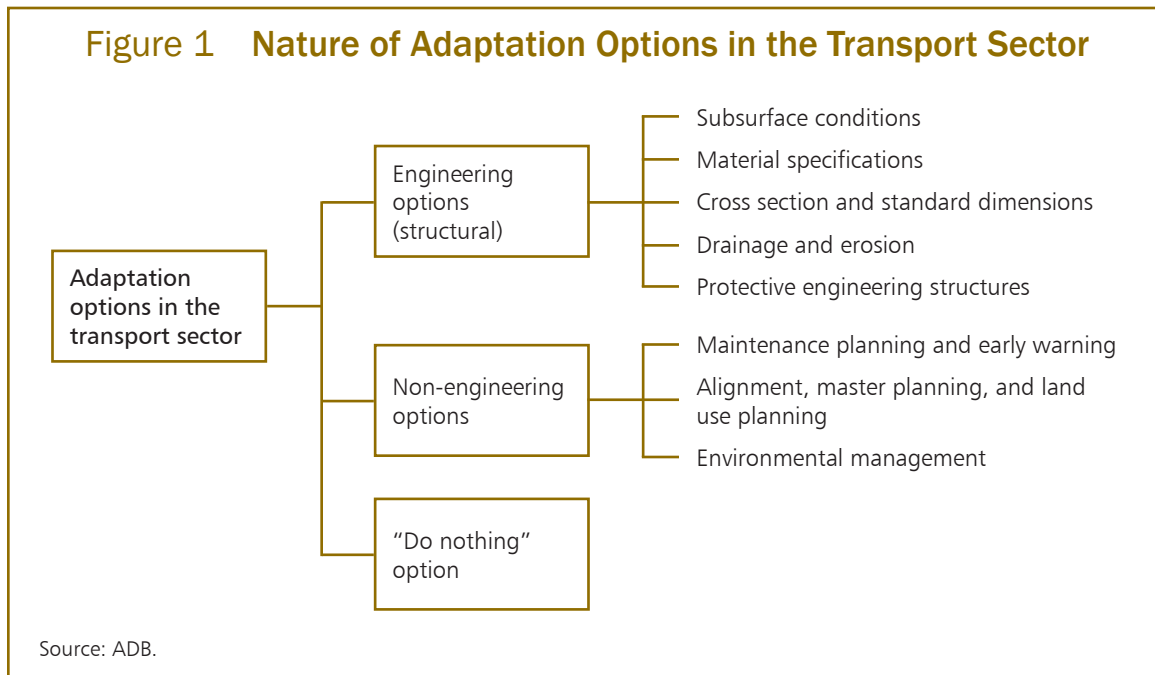 Figure 1 Nature of Adaptation Options in the Transport Sector
Adaptation
options in the
transport sector
Engineering
options
(structural)
Subsurface conditions
Material specifications
Cross section and standard dimensions
Drainage and erosion
Protective engineering structures
Non-engineering
options
Maintenance planning and early warning
Alignment, master planning, and land
use planning
Environmental management
“Do nothing”
option
Source: ADB.